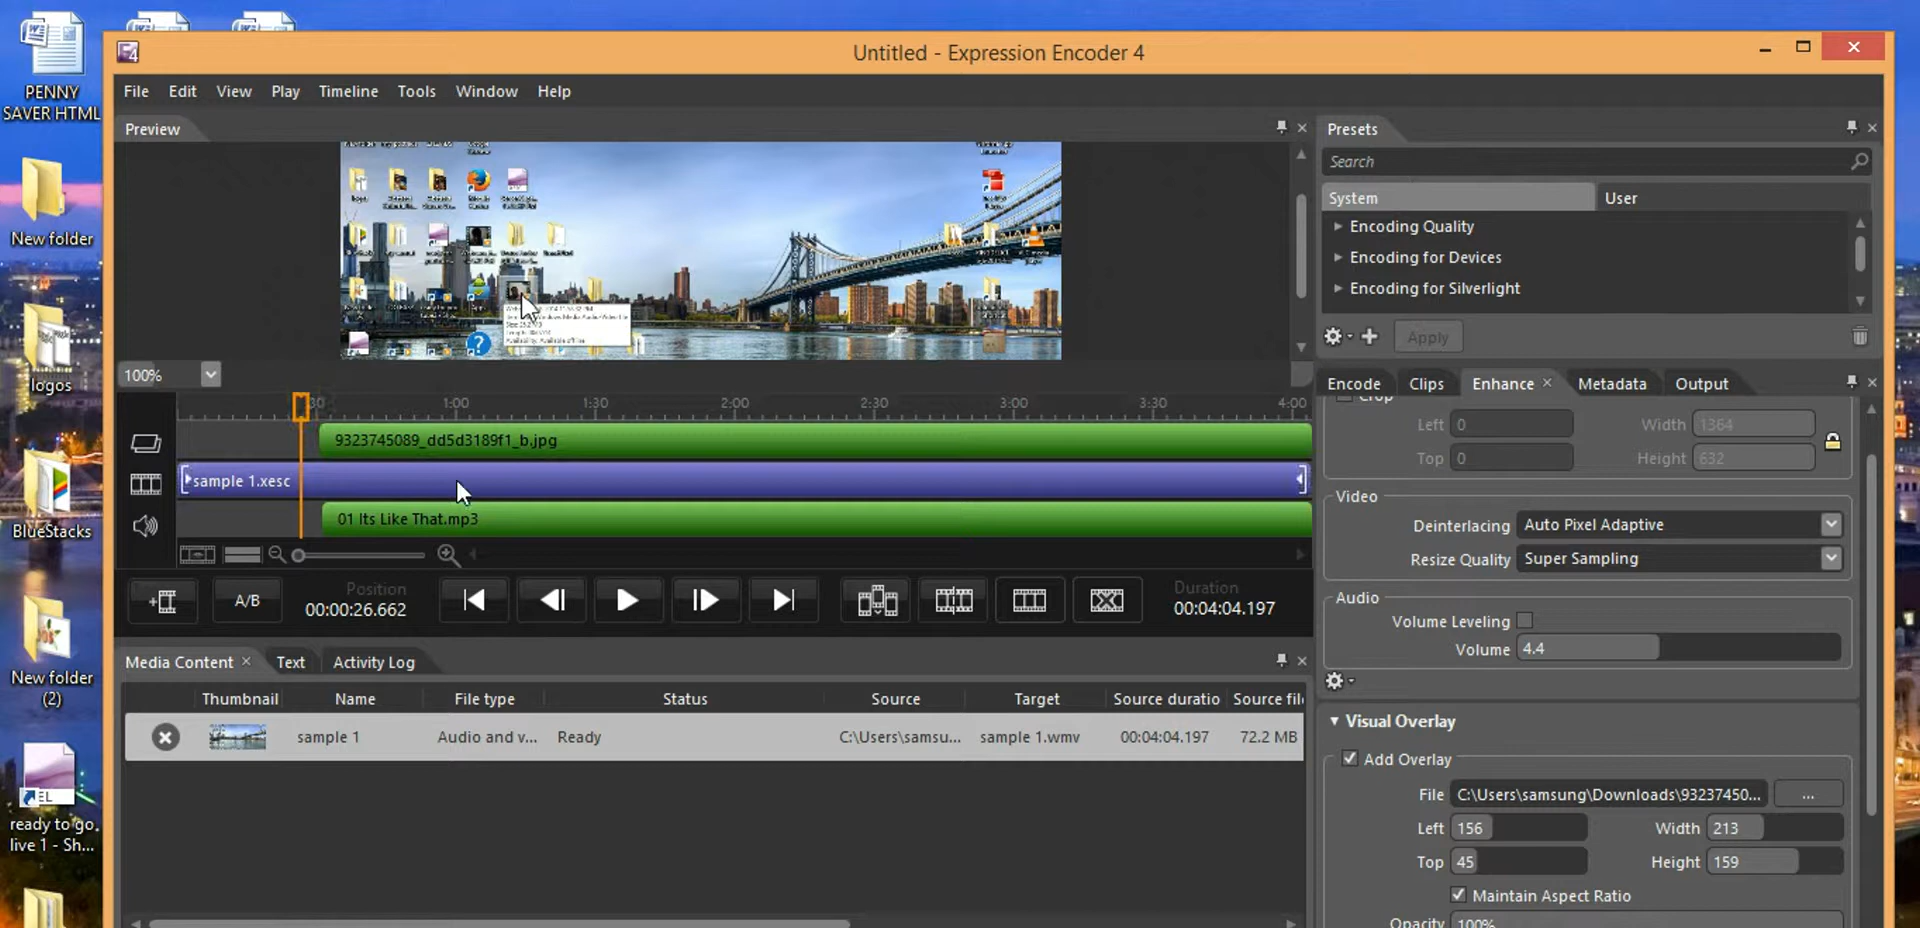 Untitled - Expression Encoder 4
PENNY
SAVER HTML
New folder
logos
BlueStacks
New folder
(2)
ready to go
live 1 - Sh...
File Edit View Play Timeline Tools Window Help
Preview
100%
:30 1:00 1:30 2:00 2:30 3:00 3:30 4:00
9323745089_dd5d3189f1_b.jpg
sample 1.xesc
01 Its Like That.mp3
A/B
Position
00:00:26.662
Duration
00:04:04.197
Media Content Text Activity Log
Thumbnail Name File type Status Source Target Source duratio Source file
sample 1 Audio and v... Ready C:\Users\samsu... sample 1.wmv 00:04:04.197 72.2 MB
Presets
Search
System User
Encoding Quality
Encoding for Devices
Encoding for Silverlight
Apply
Encode Clips Enhance Metadata Output
Crop
Left 0 Width 1364
Top 0 Height 632
Video
Deinterlacing Auto Pixel Adaptive
Resize Quality Super Sampling
Audio
Volume Leveling
Volume 4.4
Visual Overlay
Add Overlay
File C:\Users\samsung\Downloads\93237450... ...
Left 156 Width 213
Top 45 Height 159
Maintain Aspect Ratio
Opacity 100%